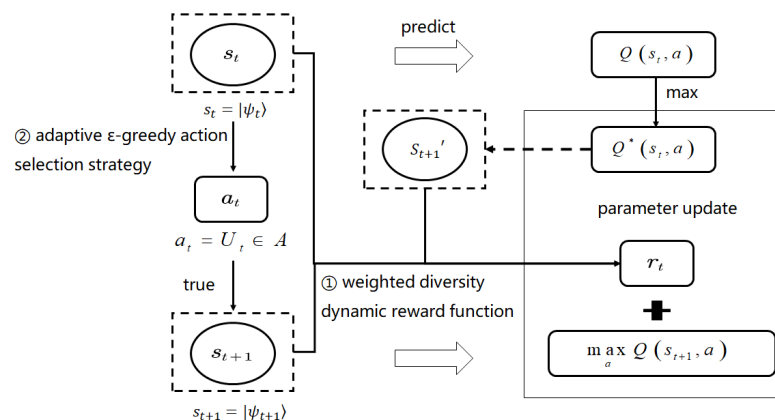 s_t
s_t = |ψ_t⟩
② adaptive ε-greedy action
selection strategy
a_t
a_t = U_t ∈ A
true
s_{t+1}
s_{t+1} = |ψ_{t+1}⟩
predict
S_{t+1}′
① weighted diversity
dynamic reward function
Q ( s_t , a )
max
Q^* ( s_t , a )
parameter update
r_t
+
max_a Q ( s_{t+1} , a )